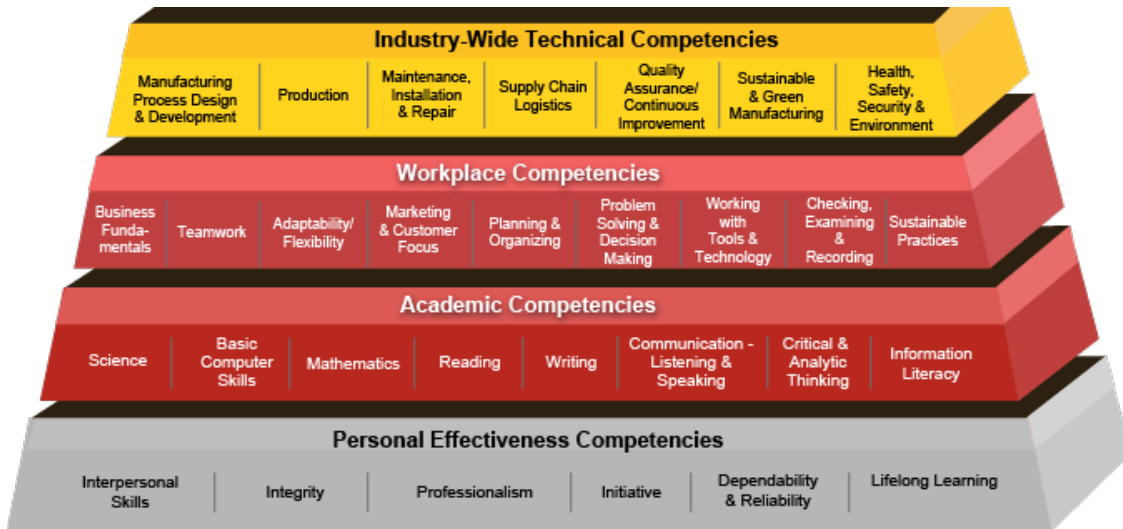 Industry-Wide Technical Competencies
Manufacturing
Process Design
& Development
Production
Maintenance,
Installation
& Repair
Supply Chain
Logistics
Quality
Assurance/
Continuous
Improvement
Sustainable
& Green
Manufacturing
Health,
Safety,
Security &
Environment
Workplace Competencies
Business
Funda-
mentals
Teamwork
Adaptability/
Flexibility
Marketing
& Customer
Focus
Planning &
Organizing
Problem
Solving &
Decision
Making
Working
with
Tools &
Technology
Checking,
Examining
&
Recording
Sustainable
Practices
Academic Competencies
Science
Basic
Computer
Skills
Mathematics
Reading
Writing
Communication -
Listening &
Speaking
Critical &
Analytic
Thinking
Information
Literacy
Personal Effectiveness Competencies
Interpersonal
Skills
Integrity
Professionalism
Initiative
Dependability
& Reliability
Lifelong Learning